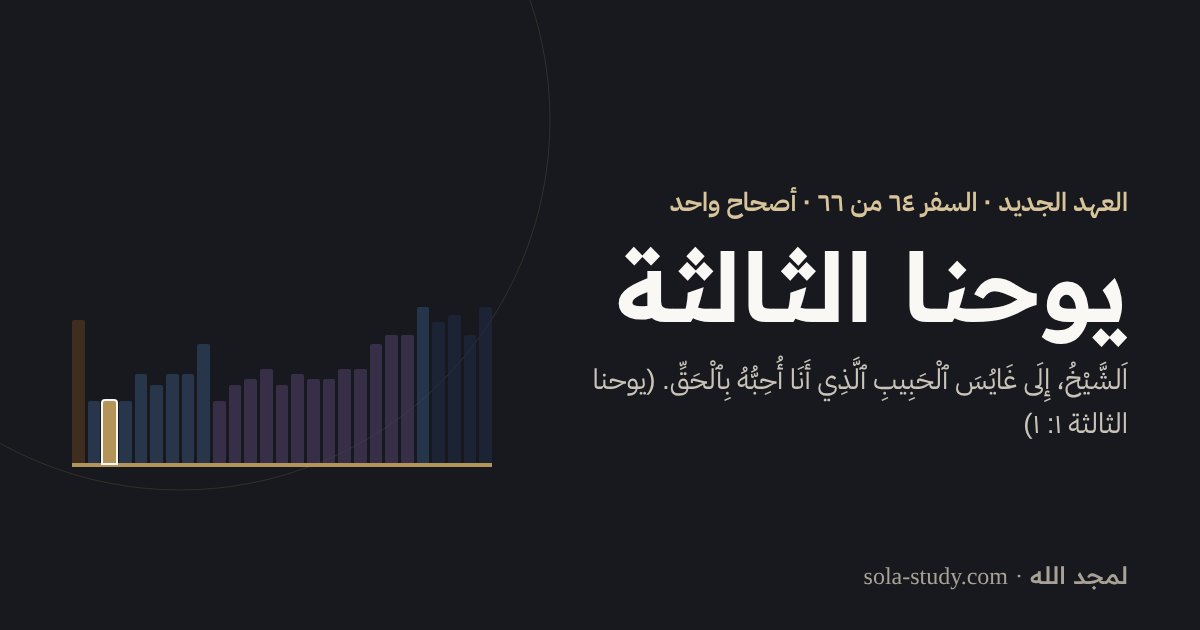 العهد الجديد · السفر ٦٤ من ٦٦ · أصحاح واحد
يوحنا الثالثة
اَلشَّيْخُ، إِلَى غَايُسَ ٱلْحَبِيبِ ٱلَّذِي أَنَا أُحِبُّهُ بِٱلْحَقِّ. (يوحنا
الثالثة ١: ١)
لمجد الله · sola-study.com